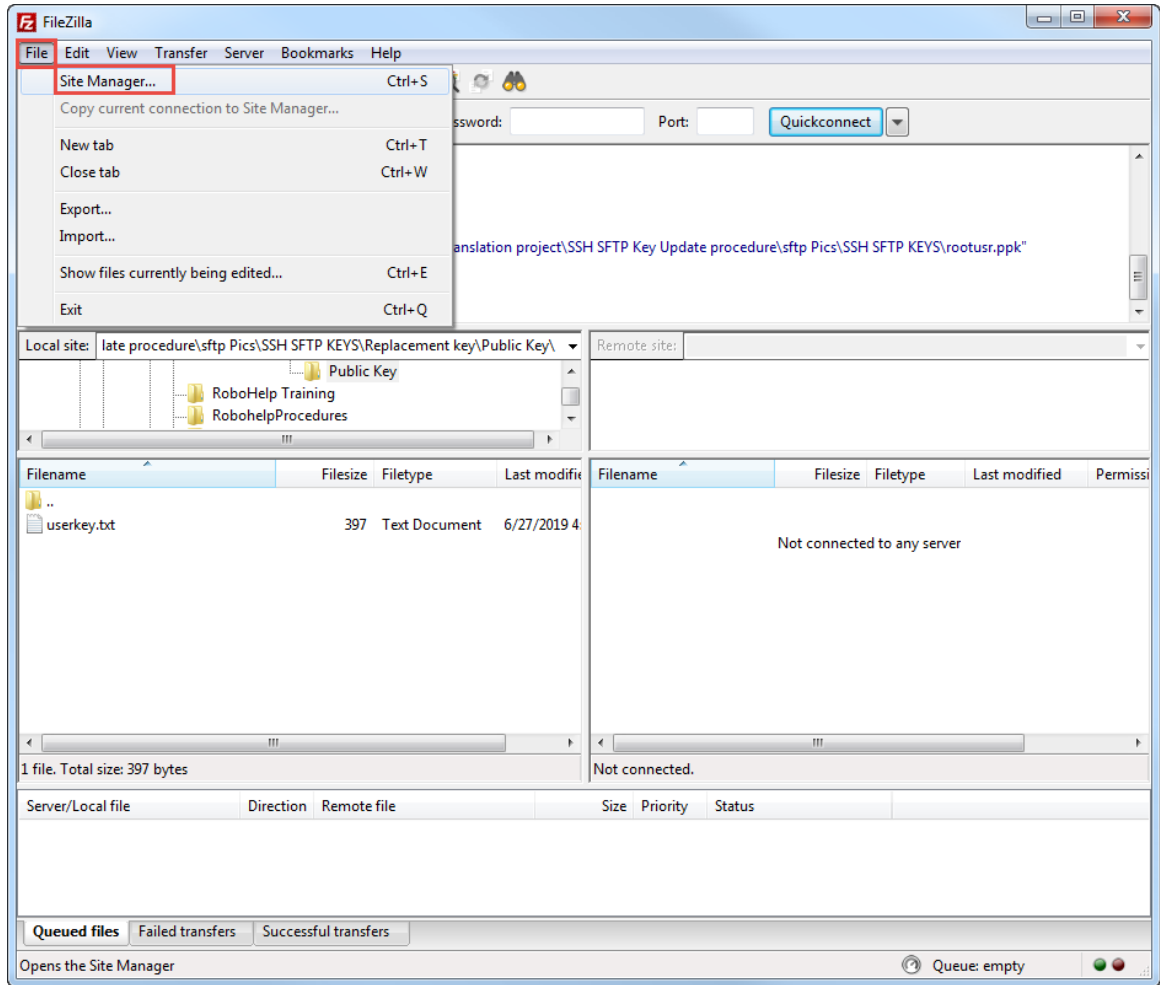 FileZilla
File Edit View Transfer Server Bookmarks Help
Site Manager... Ctrl+S
Copy current connection to Site Manager...
ssword: Port: Quickconnect
New tab Ctrl+T
Close tab Ctrl+W
Export...
Import...
anslation project\SSH SFTP Key Update procedure\sftp Pics\SSH SFTP KEYS\rootusr.ppk"
Show files currently being edited... Ctrl+E
Exit Ctrl+Q
Local site: late procedure\sftp Pics\SSH SFTP KEYS\Replacement key\Public Key\ Remote site:
Public Key
RoboHelp Training
RobohelpProcedures
Filename Filesize Filetype Last modifie Filename Filesize Filetype Last modified Permissi
..
userkey.txt 397 Text Document 6/27/2019 4:
Not connected to any server
1 file. Total size: 397 bytes Not connected.
Server/Local file Direction Remote file Size Priority Status
Queued files Failed transfers Successful transfers
Opens the Site Manager Queue: empty